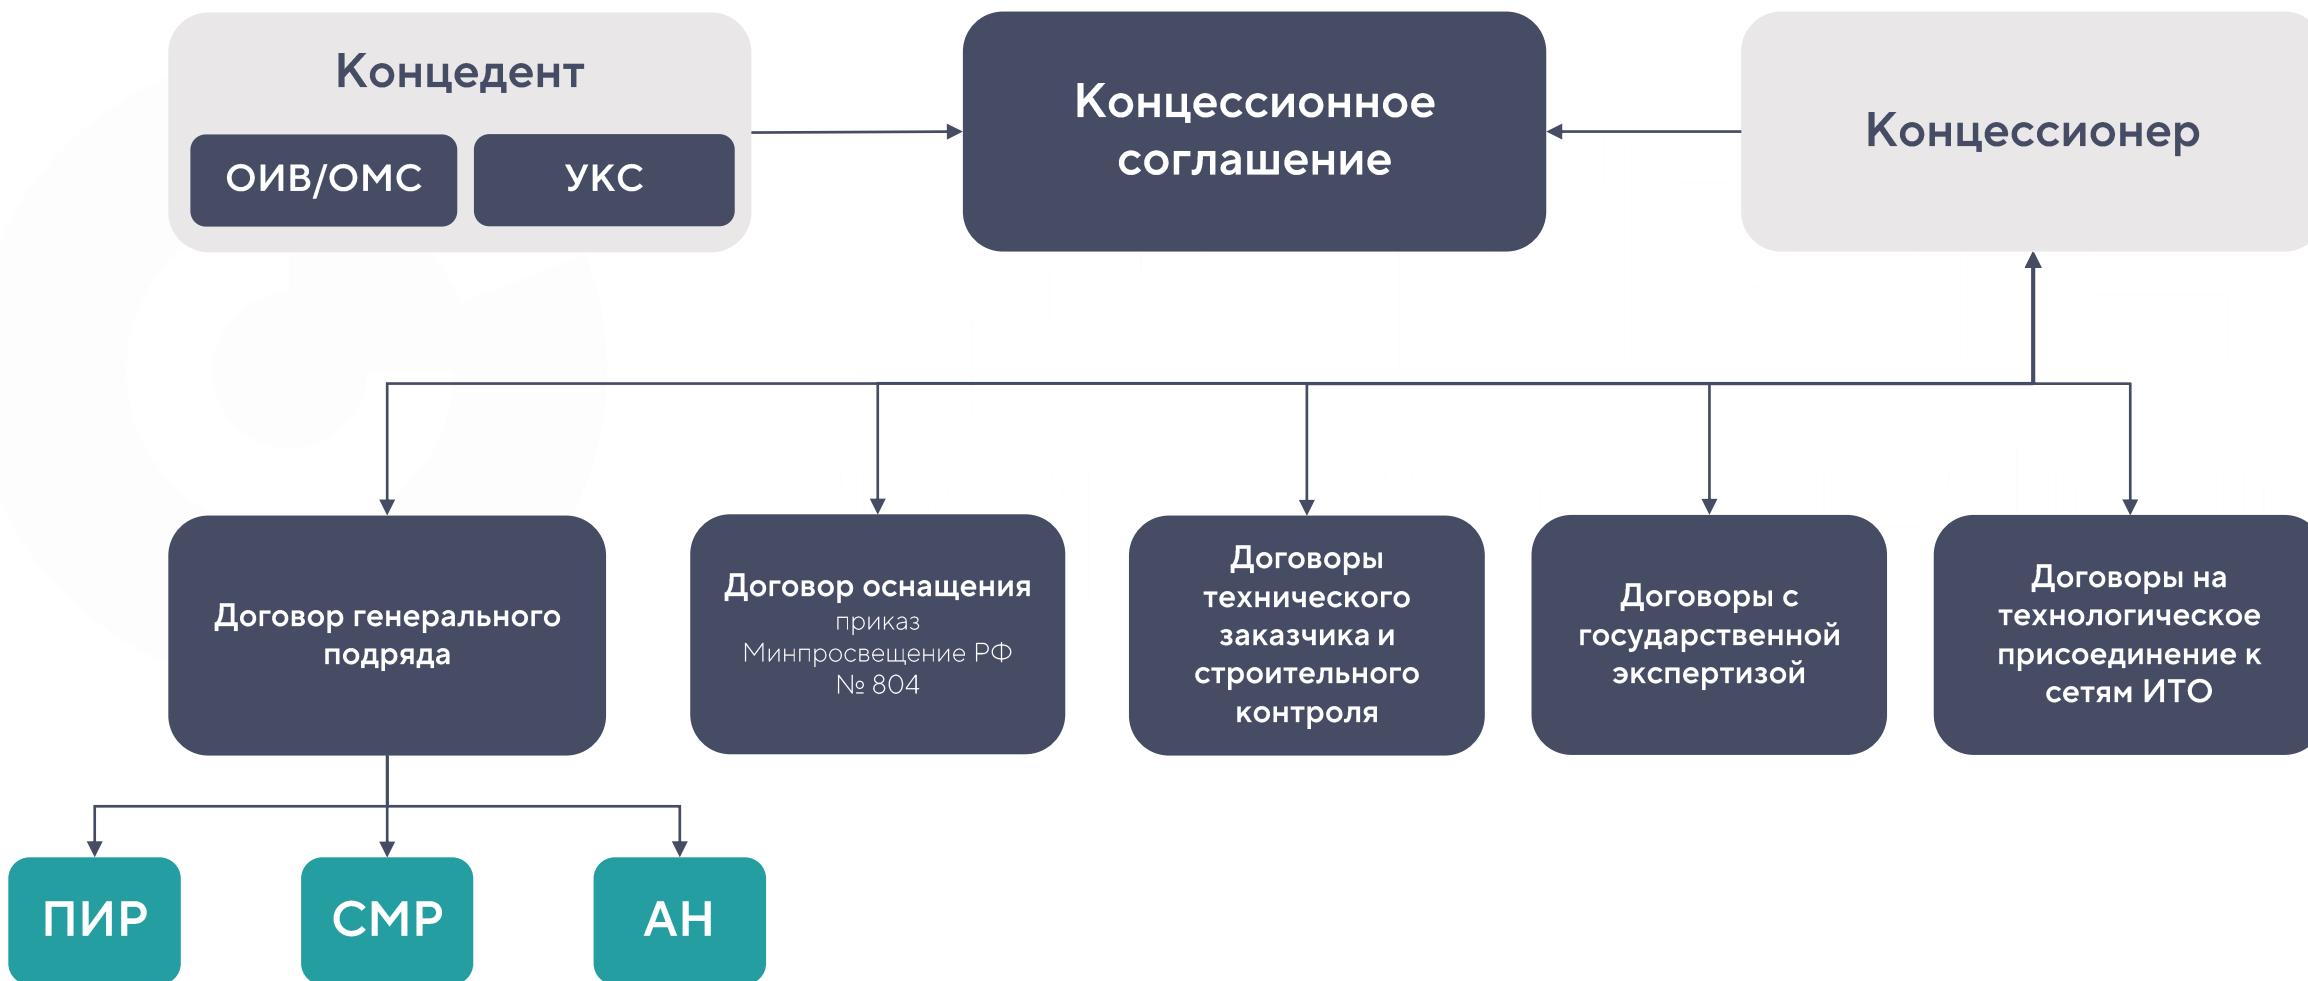 Концедент
ОИВ/ОМС
УКС
Концессионное
соглашение
Концессионер
Договор генерального
подряда
Договор оснащения
приказ
Минпросвещение РФ
№ 804
Договоры
технического
заказчика и
строительного
контроля
Договоры с
государственной
экспертизой
Договоры на
технологическое
присоединение к
сетям ИТО
ПИР
СМР
АН